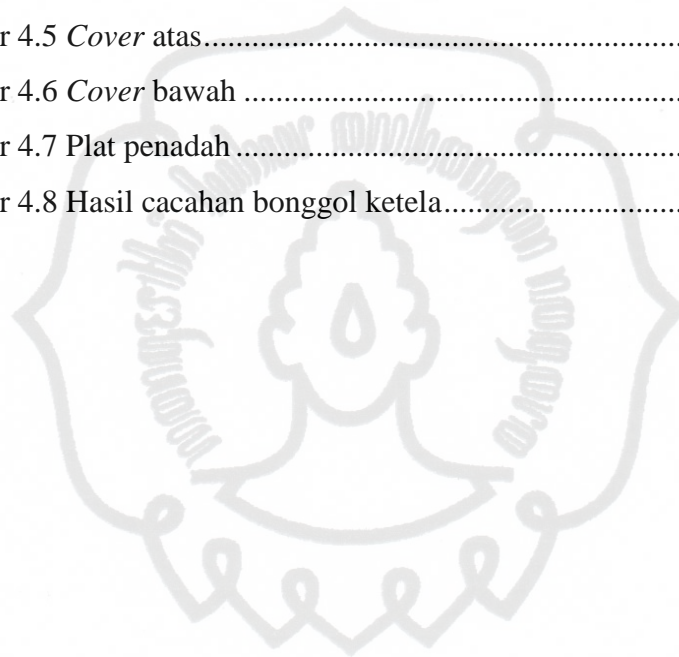 r 4.5 Cover atas........................................................................
r 4.6 Cover bawah ..................................................................
r 4.7 Plat penadah ...................................................................
r 4.8 Hasil cacahan bonggol ketela......................................